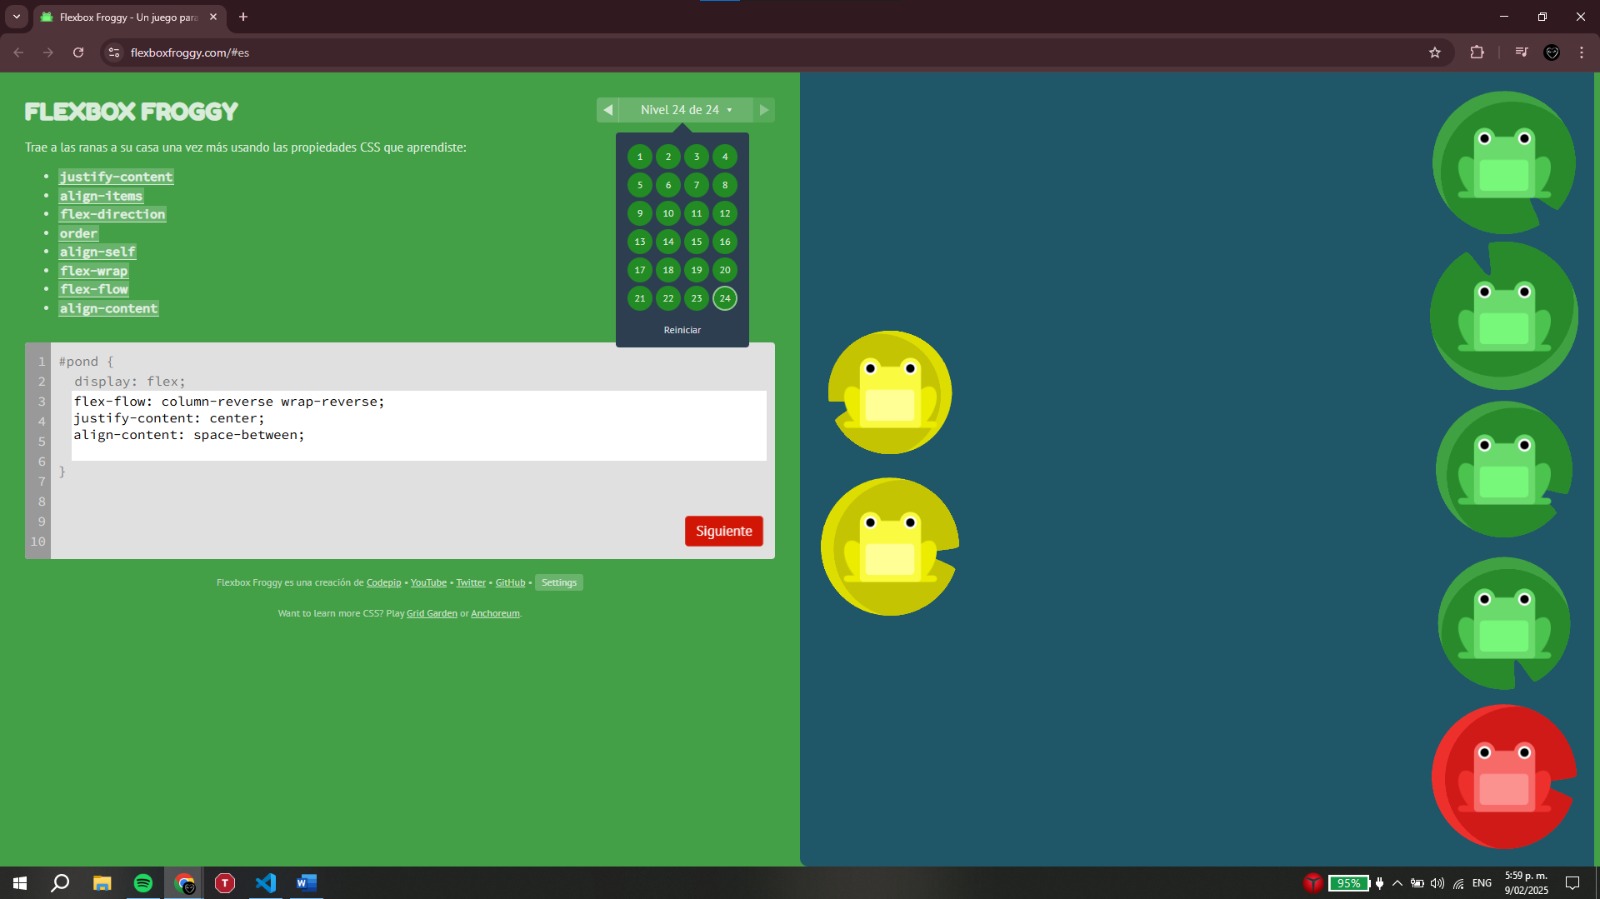 Flexbox Froggy - Un juego para
flexboxfroggy.com/#es
FLEXBOX FROGGY
Nivel 24 de 24
Trae a las ranas a su casa una vez más usando las propiedades CSS que aprendiste:
justify-content
align-items
flex-direction
order
align-self
flex-wrap
flex-flow
align-content
1 2 3 4
5 6 7 8
9 10 11 12
13 14 15 16
17 18 19 20
21 22 23 24
Reiniciar
1 #pond {
2 display: flex;
3 flex-flow: column-reverse wrap-reverse;
4 justify-content: center;
5 align-content: space-between;
6 }
7
8
9
10
Siguiente
Flexbox Froggy es una creación de Codepip • YouTube • Twitter • GitHub • Settings
Want to learn more CSS? Play Grid Garden or Anchoreum.
T
W
95%
ENG
5:59 p. m.
9/02/2025